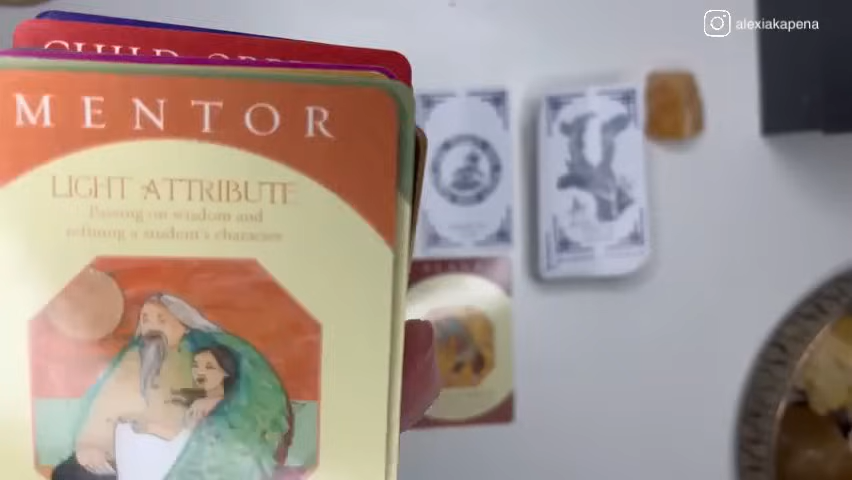 alexiakapena
CHILD
MENTOR
LIGHT ATTRIBUTE
Passing on wisdom and
refining a student's character